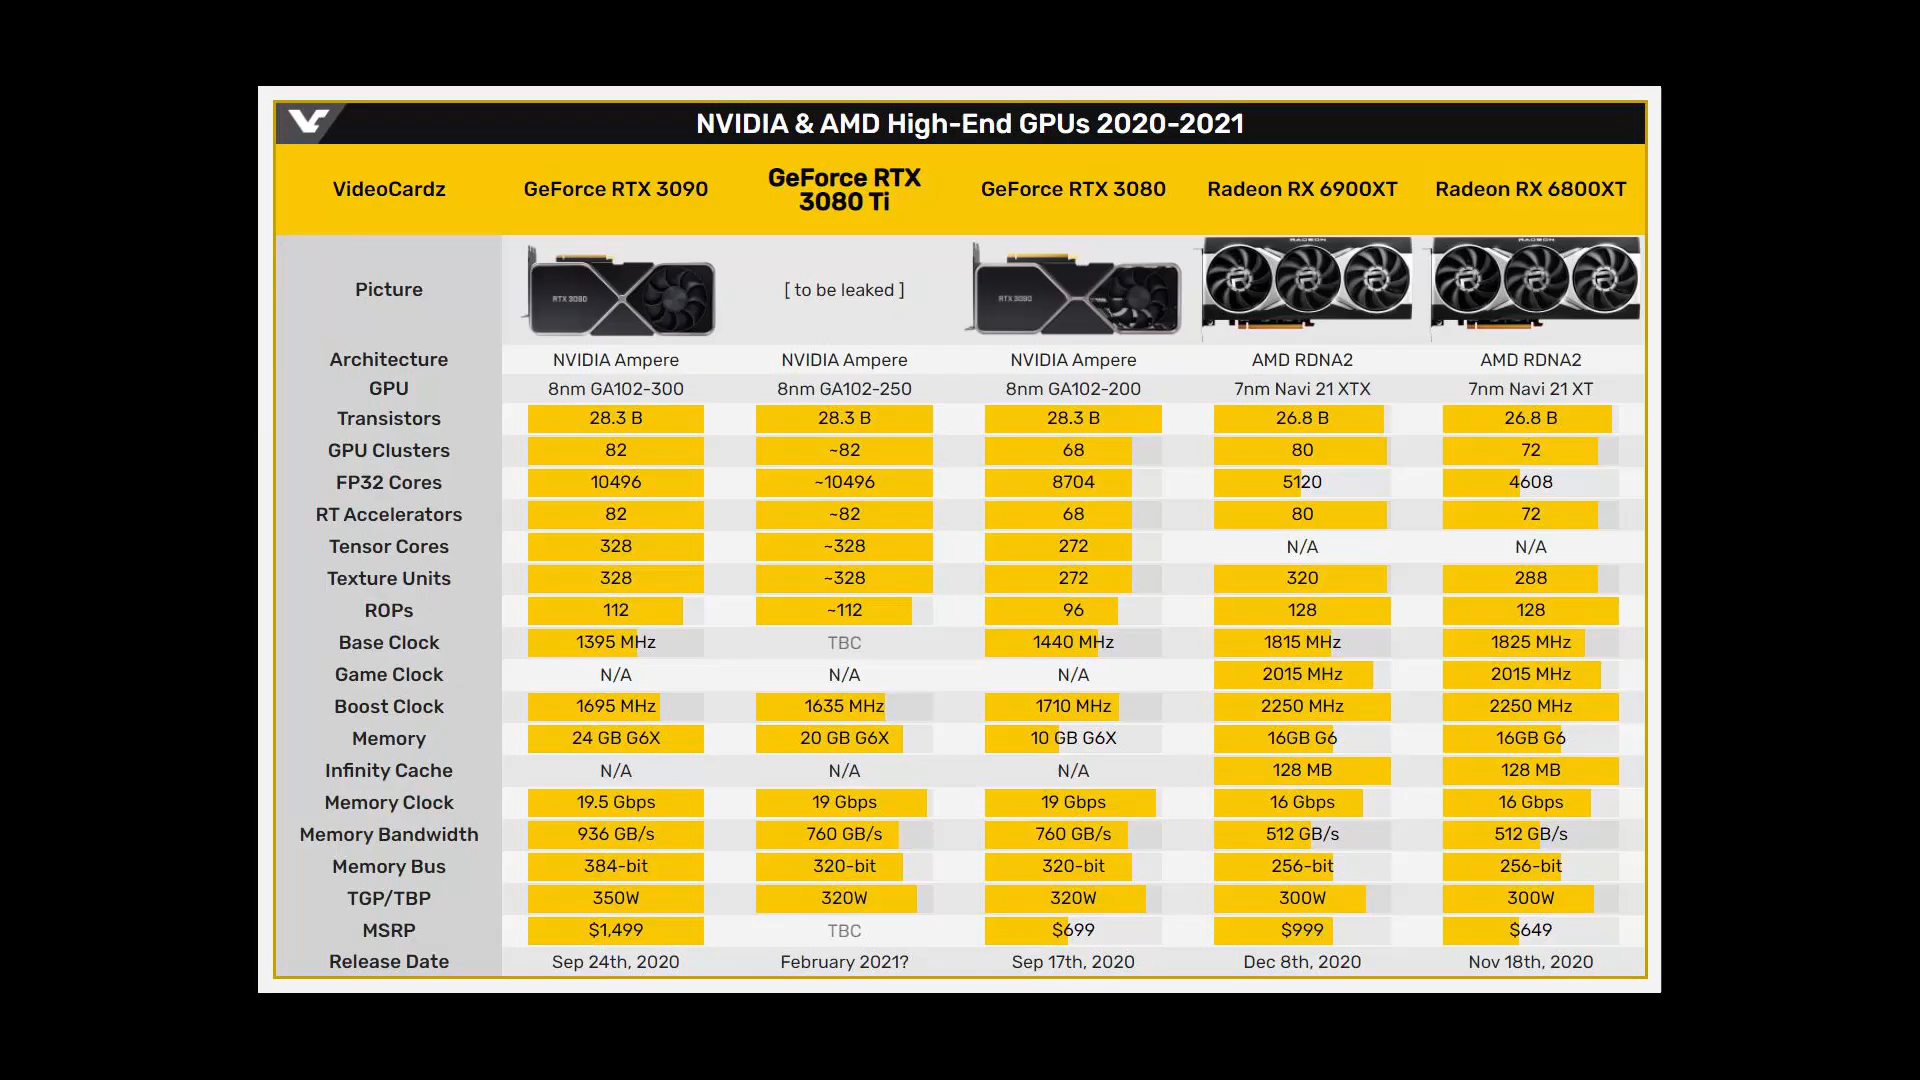 NVIDIA & AMD High-End GPUs 2020-2021
VideoCardz GeForce RTX 3090 GeForce RTX 3080 Ti GeForce RTX 3080 Radeon RX 6900XT Radeon RX 6800XT
Picture RTX 3090 [ to be leaked ] RTX 3080 RADEON RADEON
Architecture NVIDIA Ampere NVIDIA Ampere NVIDIA Ampere AMD RDNA2 AMD RDNA2
GPU 8nm GA102-300 8nm GA102-250 8nm GA102-200 7nm Navi 21 XTX 7nm Navi 21 XT
Transistors 28.3 B 28.3 B 28.3 B 26.8 B 26.8 B
GPU Clusters 82 ~82 68 80 72
FP32 Cores 10496 ~10496 8704 5120 4608
RT Accelerators 82 ~82 68 80 72
Tensor Cores 328 ~328 272 N/A N/A
Texture Units 328 ~328 272 320 288
ROPs 112 ~112 96 128 128
Base Clock 1395 MHz TBC 1440 MHz 1815 MHz 1825 MHz
Game Clock N/A N/A N/A 2015 MHz 2015 MHz
Boost Clock 1695 MHz 1635 MHz 1710 MHz 2250 MHz 2250 MHz
Memory 24 GB G6X 20 GB G6X 10 GB G6X 16GB G6 16GB G6
Infinity Cache N/A N/A N/A 128 MB 128 MB
Memory Clock 19.5 Gbps 19 Gbps 19 Gbps 16 Gbps 16 Gbps
Memory Bandwidth 936 GB/s 760 GB/s 760 GB/s 512 GB/s 512 GB/s
Memory Bus 384-bit 320-bit 320-bit 256-bit 256-bit
TGP/TBP 350W 320W 320W 300W 300W
MSRP $1,499 TBC $699 $999 $649
Release Date Sep 24th, 2020 February 2021? Sep 17th, 2020 Dec 8th, 2020 Nov 18th, 2020